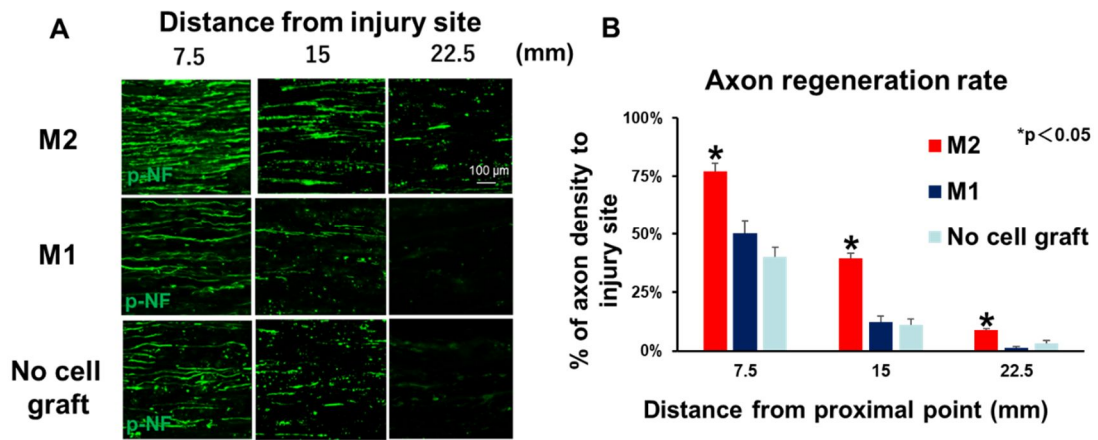 A
Distance from injury site
7.5 15 22.5 (mm)
M2
p-NF
100 μm
M1
p-NF
No cell
graft
p-NF
B
Axon regeneration rate
*p<0.05
% of axon density to
injury site
100%
75%
50%
25%
0%
*
*
*
M2
M1
No cell graft
7.5 15 22.5
Distance from proximal point (mm)